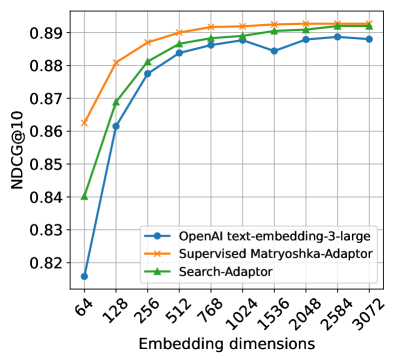 NDCG@10
0.89
0.88
0.87
0.86
0.85
0.84
0.83
0.82
OpenAI text-embedding-3-large
Supervised Matryoshka-Adaptor
Search-Adaptor
64 128 256 512 768 1024 1536 2048 2584 3072
Embedding dimensions